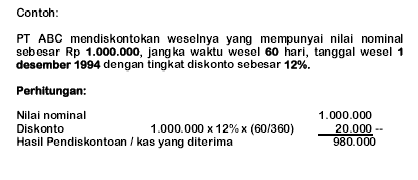 Contoh:
PT ABC mendiskontokan weselnya yang mempunyai nilai nominal
sebesar Rp 1.000.000, jangka waktu wesel 60 hari, tanggal wesel 1
desember 1994 dengan tingkat diskonto sebesar 12%.
Perhitungan:
Nilai nominal 1.000.000
Diskonto 1.000.000 x 12% x (60/360) 20.000 --
Hasil Pendiskontoan / kas yang diterima 980.000